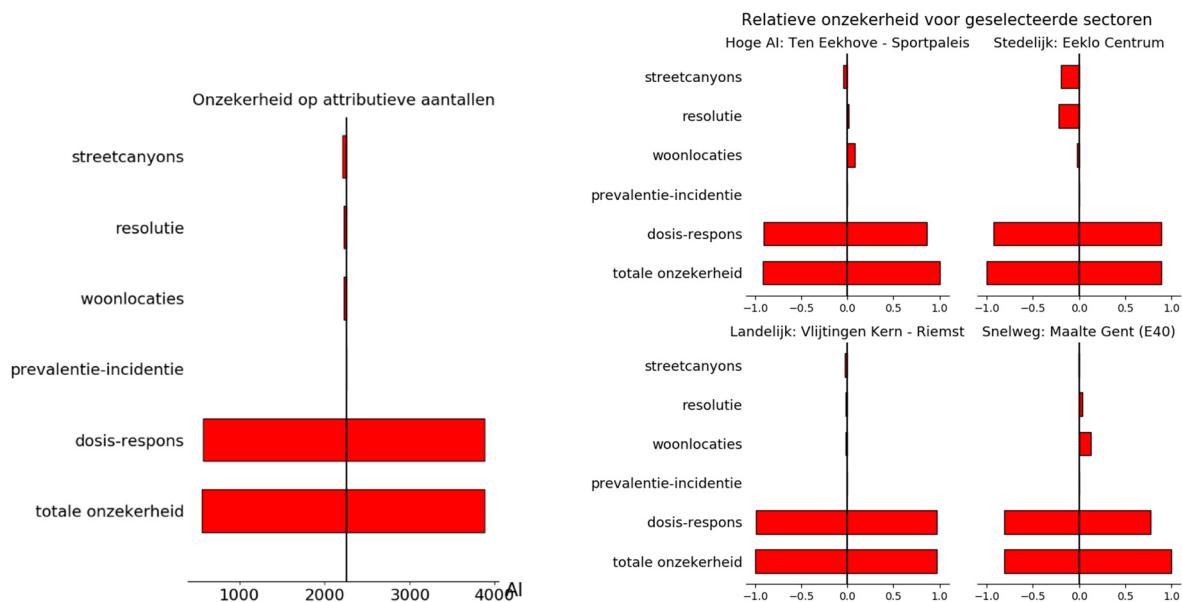 Onzekerheid op attributieve aantallen
streetcanyons
resolutie
woonlocaties
prevalentie-incidentie
dosis-respons
totale onzekerheid
1000 2000 3000 4000 AI
Relatieve onzekerheid voor geselecteerde sectoren
Hoge AI: Ten Eekhove - Sportpaleis Stedelijk: Eeklo Centrum
streetcanyons
resolutie
woonlocaties
prevalentie-incidentie
dosis-respons
totale onzekerheid
−1.0 −0.5 0.0 0.5 1.0 −1.0 −0.5 0.0 0.5 1.0
Landelijk: Vlijtingen Kern - Riemst Snelweg: Maalte Gent (E40)
streetcanyons
resolutie
woonlocaties
prevalentie-incidentie
dosis-respons
totale onzekerheid
−1.0 −0.5 0.0 0.5 1.0 −1.0 −0.5 0.0 0.5 1.0